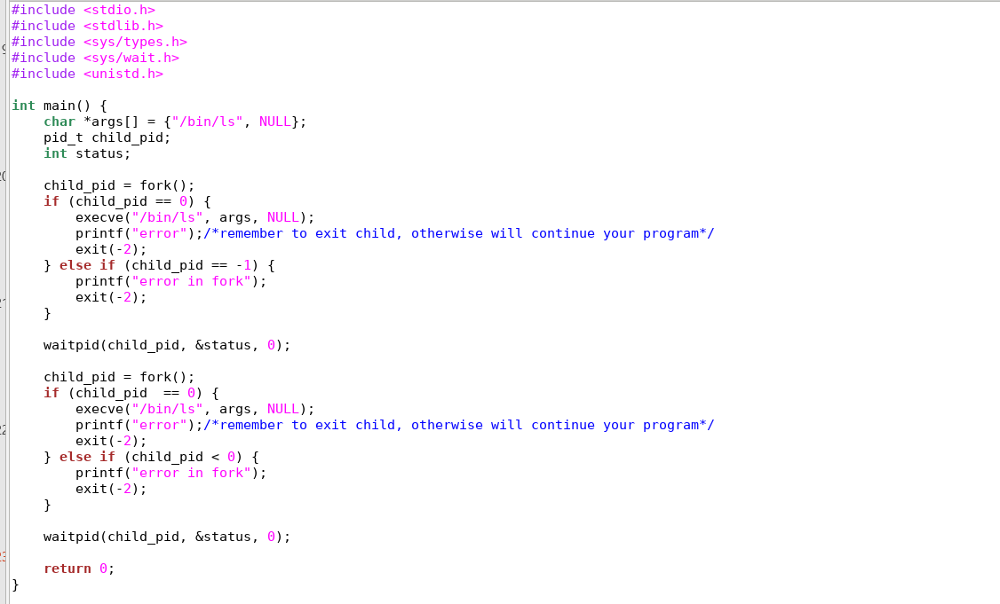 #include <stdio.h>
#include <stdlib.h>
#include <sys/types.h>
#include <sys/wait.h>
#include <unistd.h>

int main() {
    char *args[] = {"/bin/ls", NULL};
    pid_t child_pid;
    int status;

    child_pid = fork();
    if (child_pid == 0) {
        execve("/bin/ls", args, NULL);
        printf("error");/*remember to exit child, otherwise will continue your program*/
        exit(-2);
    } else if (child_pid == -1) {
        printf("error in fork");
        exit(-2);
    }

    waitpid(child_pid, &status, 0);

    child_pid = fork();
    if (child_pid  == 0) {
        execve("/bin/ls", args, NULL);
        printf("error");/*remember to exit child, otherwise will continue your program*/
        exit(-2);
    } else if (child_pid < 0) {
        printf("error in fork");
        exit(-2);
    }

    waitpid(child_pid, &status, 0);

    return 0;
}